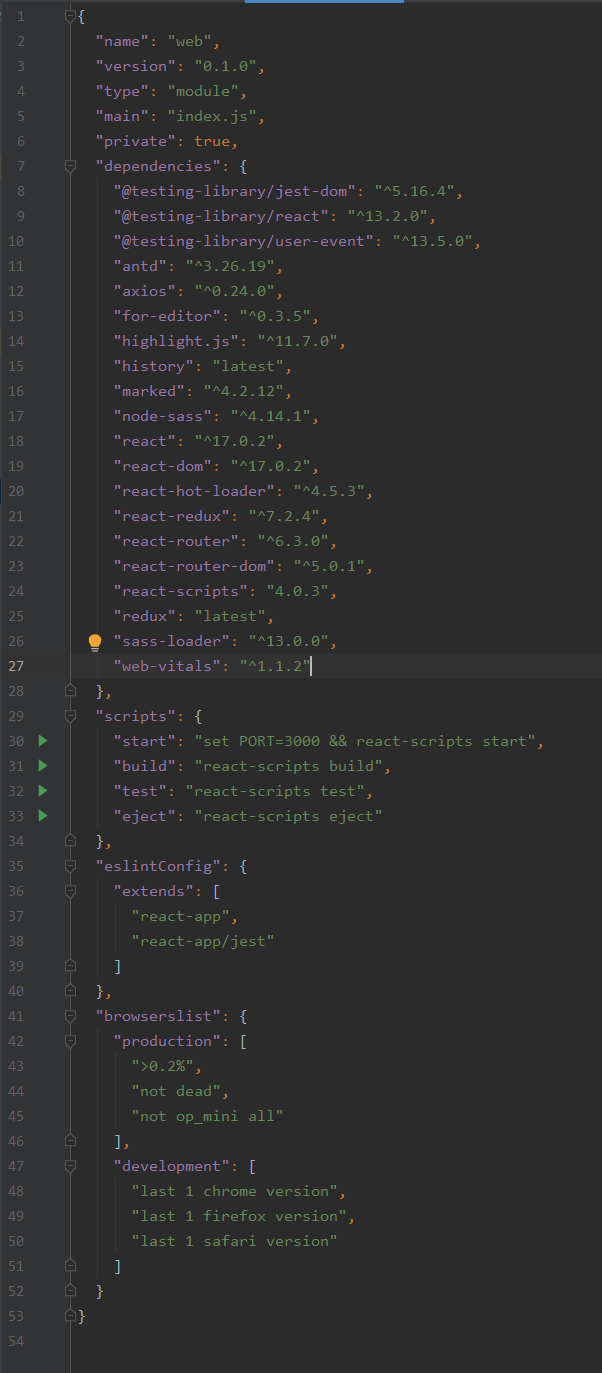 1 {
2 "name": "web",
3 "version": "0.1.0",
4 "type": "module",
5 "main": "index.js",
6 "private": true,
7 "dependencies": {
8 "@testing-library/jest-dom": "^5.16.4",
9 "@testing-library/react": "^13.2.0",
10 "@testing-library/user-event": "^13.5.0",
11 "antd": "^3.26.19",
12 "axios": "^0.24.0",
13 "for-editor": "^0.3.5",
14 "highlight.js": "^11.7.0",
15 "history": "latest",
16 "marked": "^4.2.12",
17 "node-sass": "^4.14.1",
18 "react": "^17.0.2",
19 "react-dom": "^17.0.2",
20 "react-hot-loader": "^4.5.3",
21 "react-redux": "^7.2.4",
22 "react-router": "^6.3.0",
23 "react-router-dom": "^5.0.1",
24 "react-scripts": "4.0.3",
25 "redux": "latest",
26 "sass-loader": "^13.0.0",
27 "web-vitals": "^1.1.2"
28 },
29 "scripts": {
30 "start": "set PORT=3000 && react-scripts start",
31 "build": "react-scripts build",
32 "test": "react-scripts test",
33 "eject": "react-scripts eject"
34 },
35 "eslintConfig": {
36 "extends": [
37 "react-app",
38 "react-app/jest"
39 ]
40 },
41 "browserslist": {
42 "production": [
43 ">0.2%",
44 "not dead",
45 "not op_mini all"
46 ],
47 "development": [
48 "last 1 chrome version",
49 "last 1 firefox version",
50 "last 1 safari version"
51 ]
52 }
53 }
54